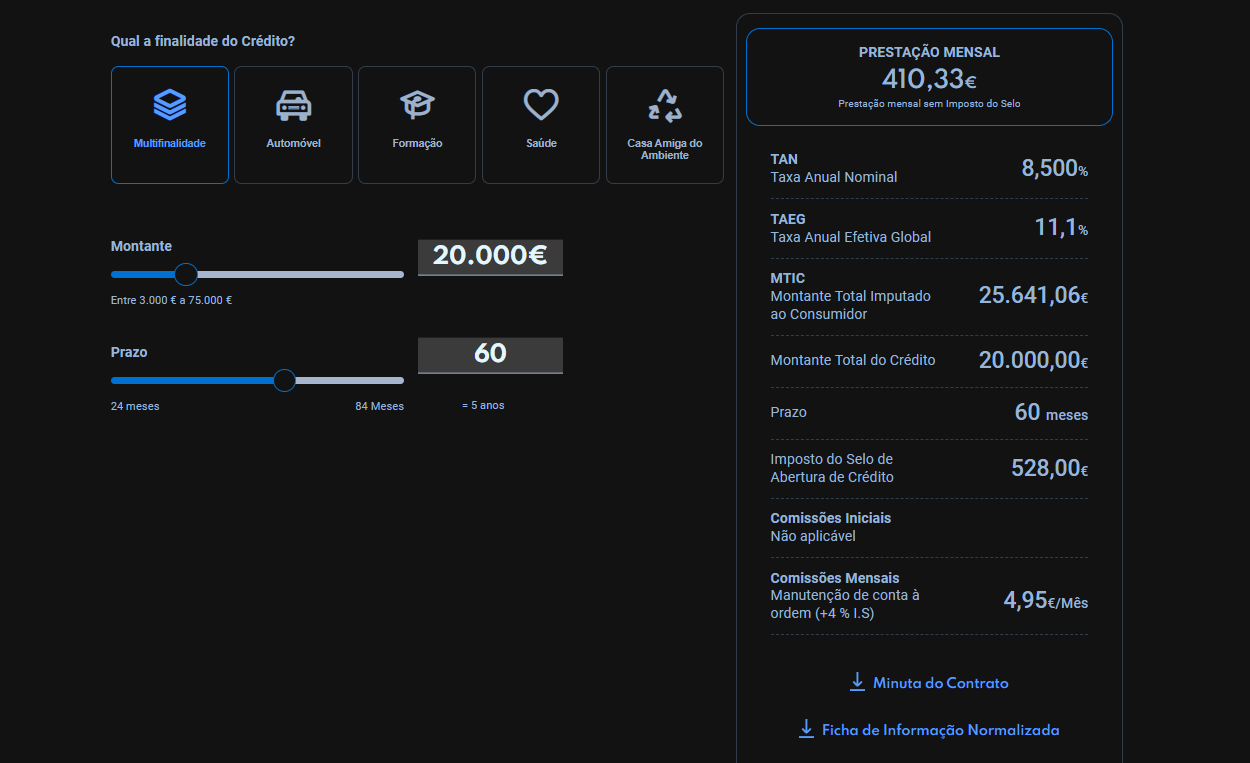 Qual a finalidade do Crédito?
Multifinalidade
Automóvel
Formação
Saúde
Casa Amiga do
Ambiente
Montante
20.000€
Entre 3.000 € a 75.000 €
Prazo
60
24 meses
84 Meses
= 5 anos
PRESTAÇÃO MENSAL
410,33€
Prestação mensal sem Imposto do Selo
TAN
Taxa Anual Nominal
8,500%
TAEG
Taxa Anual Efetiva Global
11,1%
MTIC
Montante Total Imputado
ao Consumidor
25.641,06€
Montante Total do Crédito
20.000,00€
Prazo
60 meses
Imposto do Selo de
Abertura de Crédito
528,00€
Comissões Iniciais
Não aplicável
Comissões Mensais
Manutenção de conta à
ordem (+4 % I.S)
4,95€/Mês
Minuta do Contrato
Ficha de Informação Normalizada